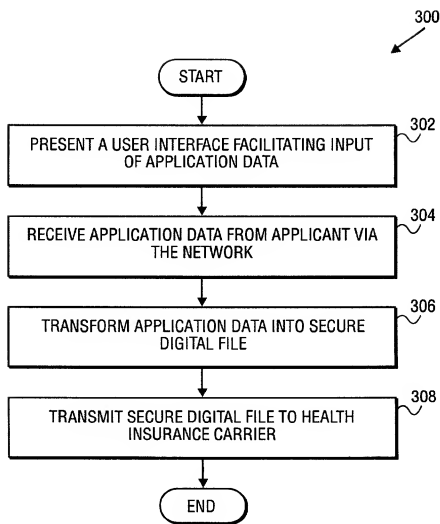 300
START
302
PRESENT A USER INTERFACE FACILITATING INPUT
OF APPLICATION DATA
304
RECEIVE APPLICATION DATA FROM APPLICANT VIA
THE NETWORK
306
TRANSFORM APPLICATION DATA INTO SECURE
DIGITAL FILE
308
TRANSMIT SECURE DIGITAL FILE TO HEALTH
INSURANCE CARRIER
END